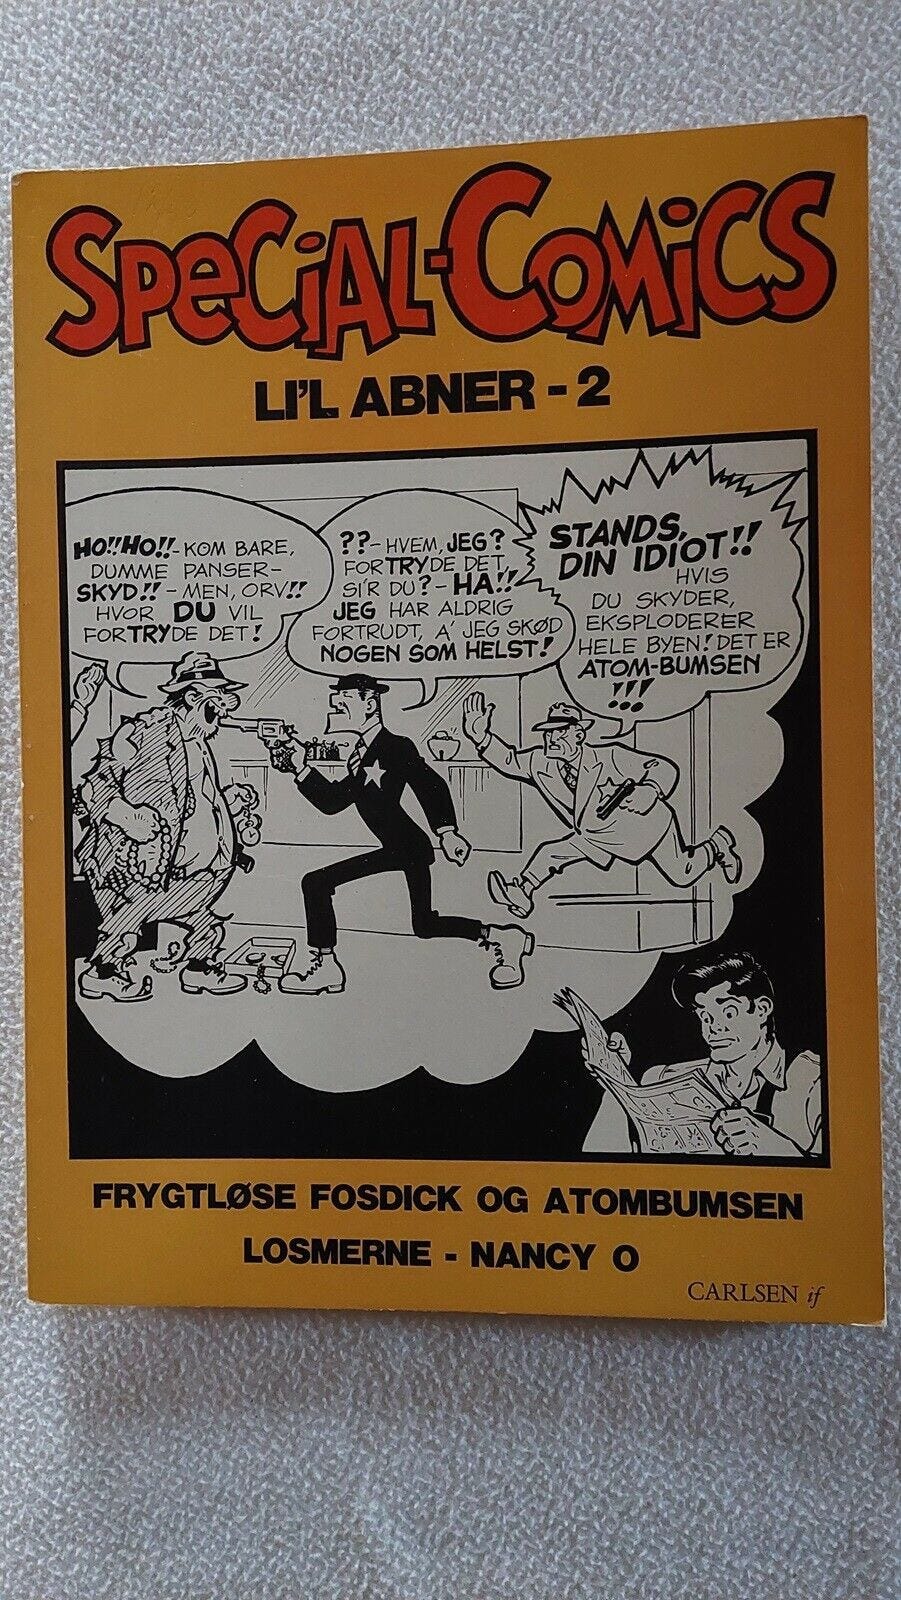 SPECIAL-COMICS
LI'L ABNER - 2
HO!!HO!!-KOM BARE,
DUMME PANSER-
SKYD!! - MEN, ORV!!
HVOR DU VIL
FORTRYDE DET!
??- HVEM, JEG?
FORTRYDE DET,
SI'R DU? - HA!!
JEG HAR ALDRIG
FORTRUDT, A' JEG SKØD
NOGEN SOM HELST!
STANDS,
DIN IDIOT!!
HVIS
DU SKYDER,
EKSPLODERER
HELE BYEN! DET ER
ATOM-BUMSEN
!!!
FRYGTLØSE FOSDICK OG ATOMBUMSEN
LOSMERNE - NANCY O
CARLSEN if